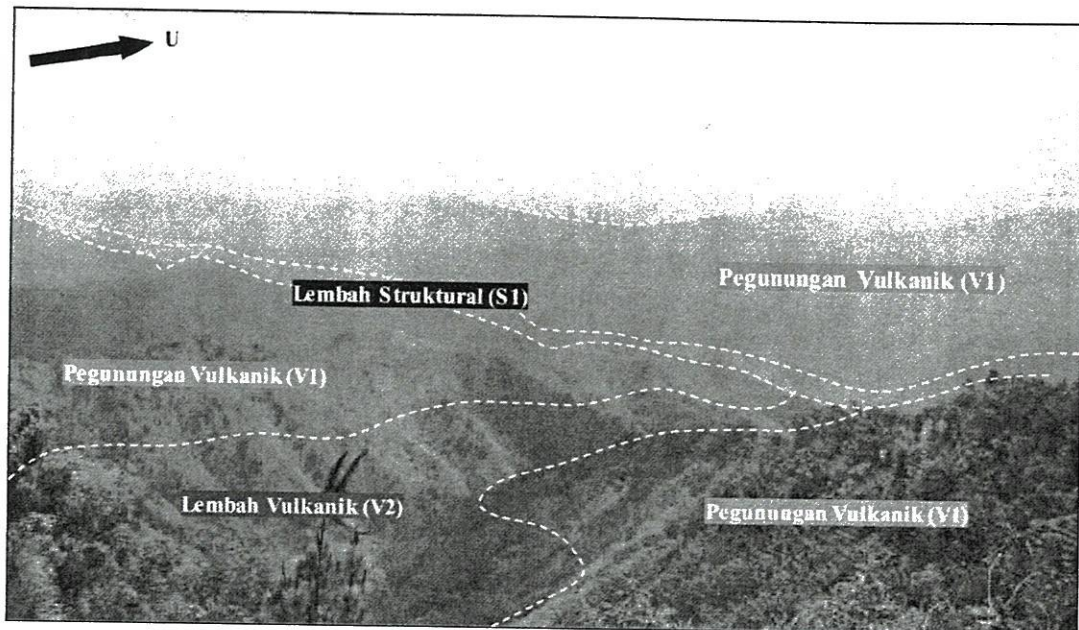 U
Pegunungan Vulkanik (V1)
Lembah Struktural (S1)
Pegunungan Vulkanik (V1)
Lembah Vulkanik (V2)
Pegunungan Vulkanik (V1)